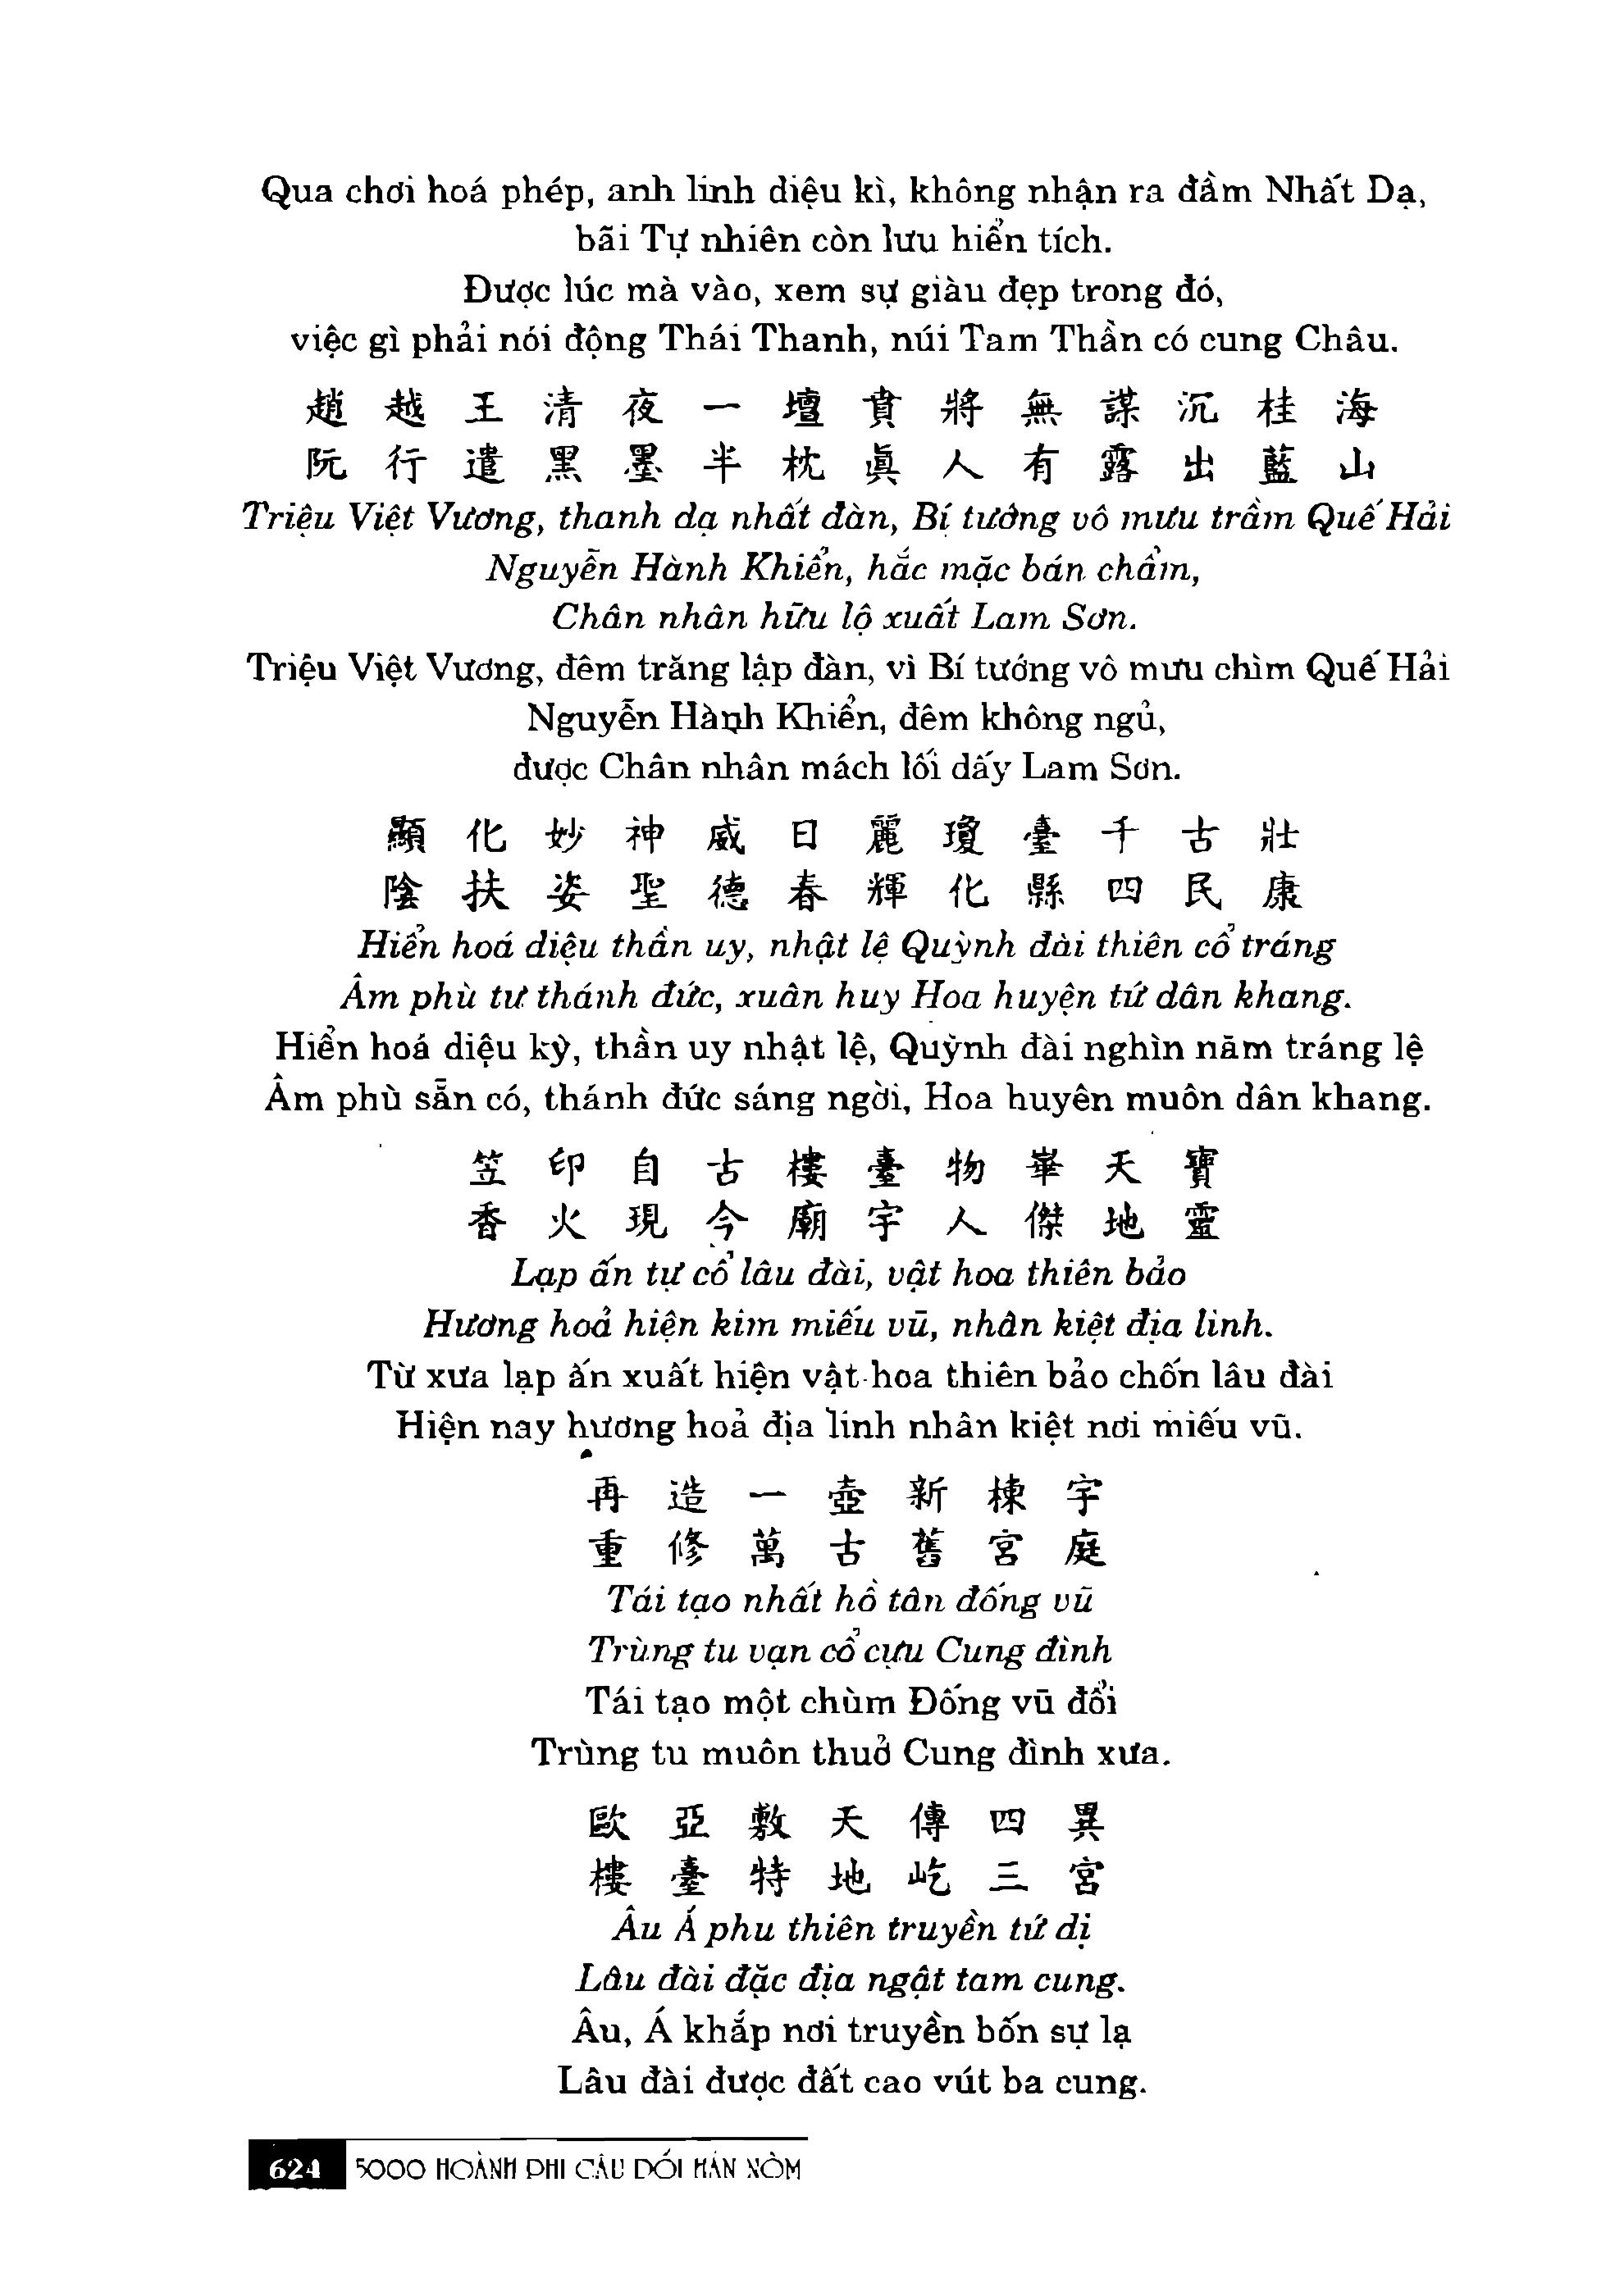 Qua chơi hoá phép, anh linh diệu kì, không nhận ra đầm Nhất Dạ,
bãi Tự nhiên còn lưu hiển tích.
Được lúc mà vào, xem sự giàu đẹp trong đó,
việc gì phải nói động Thái Thanh, núi Tam Thần có cung Châu.
趙越王清夜一壇賁將無謀沉桂海
阮行遣黑墨半枕眞人有露出藍山
Triệu Việt Vương, thanh dạ nhất đàn, Bí tướng vô mưu trầm Quế Hải
Nguyễn Hành Khiển, hắc mặc bán chẩm,
Chân nhân hữu lộ xuất Lam Sơn.
Triệu Việt Vương, đêm trăng lập đàn, vì Bí tướng vô mưu chìm Quế Hải
Nguyễn Hành Khiển, đêm không ngủ,
được Chân nhân mách lối dấy Lam Sơn.
顯化妙神威日麗瓊臺千古壯
陰扶姿聖德春輝化縣四民康
Hiển hoá diệu thần uy, nhật lệ Quỳnh đài thiên cổ tráng
Âm phù tư thánh đức, xuân huy Hoa huyện tứ dân khang.
Hiển hoá diệu kỳ, thần uy nhật lệ, Quỳnh đài nghìn năm tráng lệ
Âm phù sẵn có, thánh đức sáng ngời, Hoa huyên muôn dân khang.
笠印自古樓臺物崋天寶
香火現今廟宇人傑地靈
Lạp ấn tự cổ lâu đài, vật hoa thiên bảo
Hương hoả hiện kim miếu vũ, nhân kiệt địa linh.
Từ xưa lạp ấn xuất hiện vật hoa thiên bảo chốn lâu đài
Hiện nay hương hoả địa linh nhân kiệt nơi miếu vũ.
再造一壺新棟宇
重修萬古舊宮庭
Tái tạo nhất hồ tân đống vũ
Trùng tu vạn cổ cựu Cung đình
Tái tạo một chùm Đống vũ đổi
Trùng tu muôn thuở Cung đình xưa.
歐亞敷天傳四異
樓臺特地屹三宮
Âu Á phu thiên truyền tứ dị
Lâu đài đặc địa ngật tam cung.
Âu, Á khắp nơi truyền bốn sự lạ
Lâu đài được đất cao vút ba cung.
624 5000 HOÀNH PHI CÂU ĐỐI HÁN NÔM